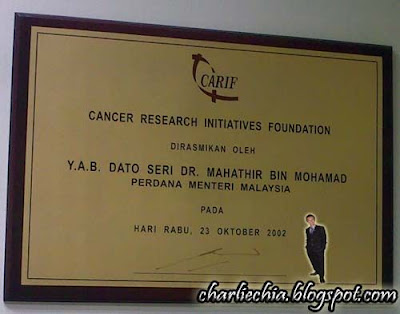 CARIF
CANCER RESEARCH INITIATIVES FOUNDATION
DIRASMIKAN OLEH
Y.A.B. DATO SERI DR. MAHATHIR BIN MOHAMAD
PERDANA MENTERI MALAYSIA
PADA
HARI RABU, 23 OKTOBER 2002
charliechia.blogspot.com